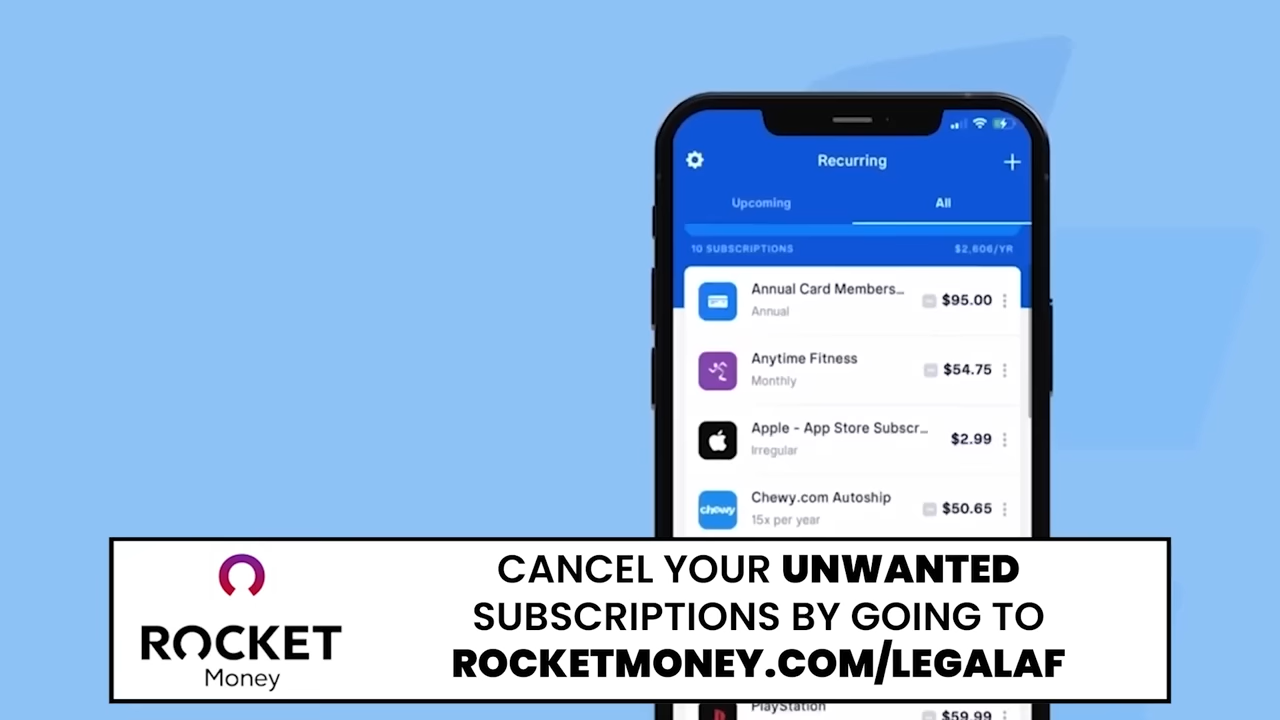 Recurring
Upcoming
All
10 SUBSCRIPTIONS
$2,606/YR
Annual Card Members...
$95.00
Annual
Anytime Fitness
$54.75
Monthly
Apple - App Store Subscr...
$2.99
Irregular
chewy
Chewy.com Autoship
$50.65
15x per year
ROCKET
Money
CANCEL YOUR UNWANTED
SUBSCRIPTIONS BY GOING TO
ROCKETMONEY.COM/LEGALAF
PlayStation
$59.99